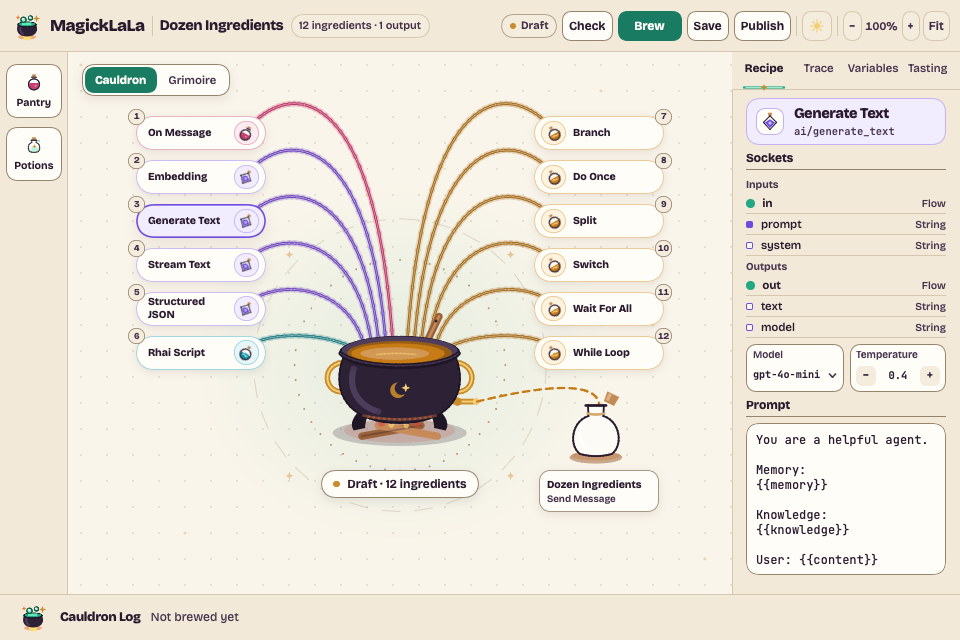 MagickLaLa
Dozen Ingredients
12 ingredients · 1 output
Draft
Check
Brew
Save
Publish
−
100%
+
Fit
Pantry
Potions
Cauldron
Grimoire
1
On Message
2
Embedding
3
Generate Text
4
Stream Text
5
Structured
JSON
6
Rhai Script
7
Branch
8
Do Once
9
Split
10
Switch
11
Wait For All
12
While Loop
Draft · 12 ingredients
Dozen Ingredients
Send Message
Recipe
Trace
Variables
Tasting
Generate Text
ai/generate_text
Sockets
Inputs
in Flow
prompt String
system String
Outputs
out Flow
text String
model String
Model
gpt-4o-mini
Temperature
− 0.4 +
Prompt
You are a helpful agent.
Memory:
{{memory}}
Knowledge:
{{knowledge}}
User: {{content}}
Cauldron Log
Not brewed yet